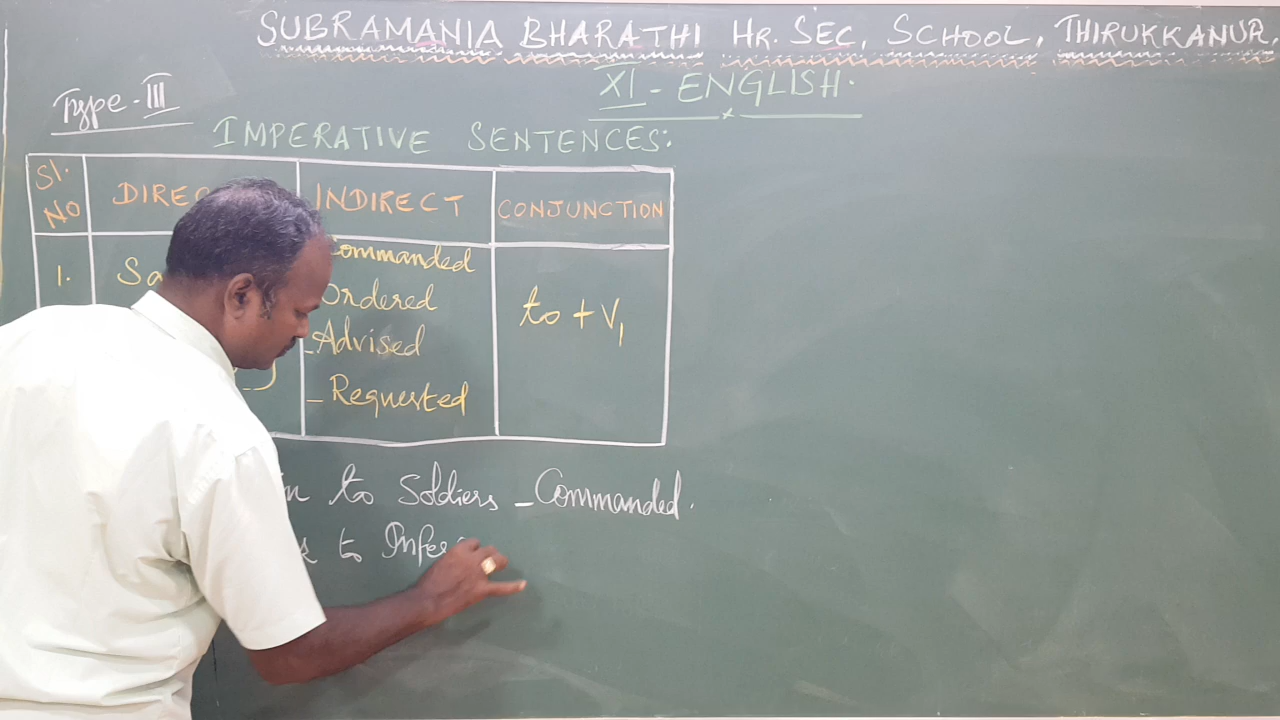 SUBRAMANIA BHARATHI HR. SEC, SCHOOL, THIRUKKANUR.
XI - ENGLISH.
Type - III
IMPERATIVE SENTENCES:
Sl. NO
INDIRECT
CONJUNCTION
1.
Commanded
Ordered
to + V1
- Advised
- Requested
to Soldiers - Commanded.
to